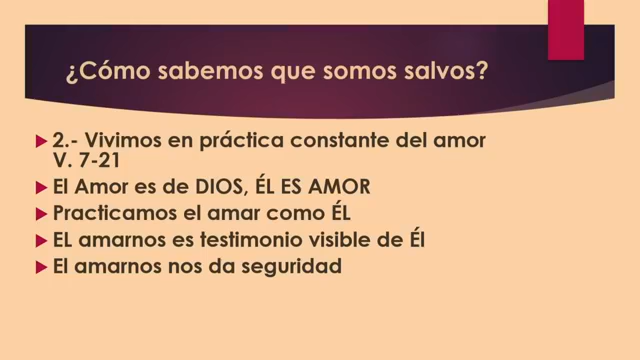 ¿Cómo sabemos que somos salvos?
2.- Vivimos en práctica constante del amor
V. 7-21
El Amor es de DIOS, ÉL ES AMOR
Practicamos el amar como ÉL
EL amarnos es testimonio visible de Él
El amarnos nos da seguridad